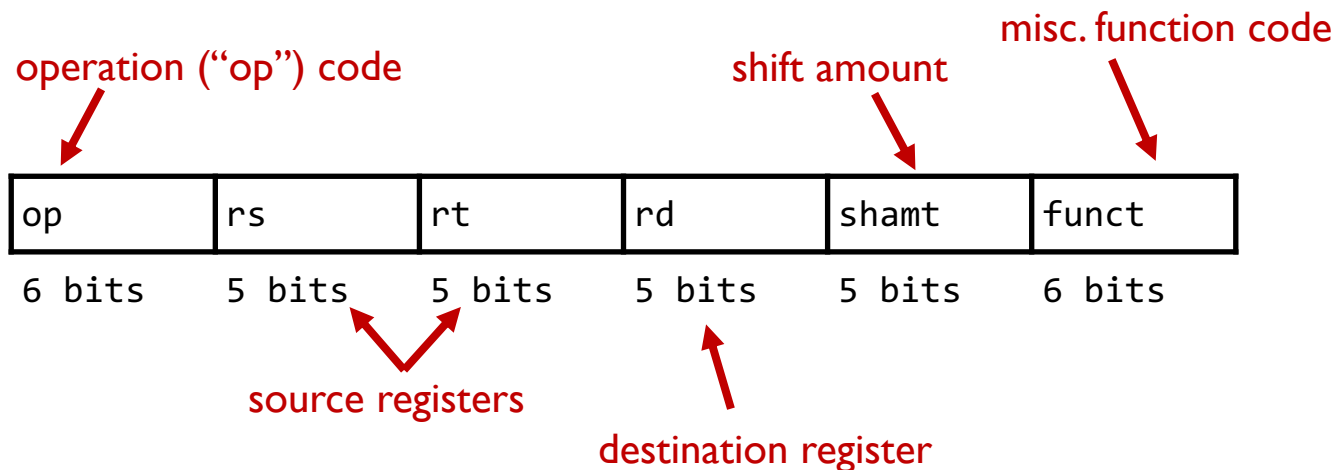 misc. function code
operation (“op”) code
shift amount
op rs rt rd shamt funct
6 bits 5 bits 5 bits 5 bits 5 bits 6 bits
source registers
destination register